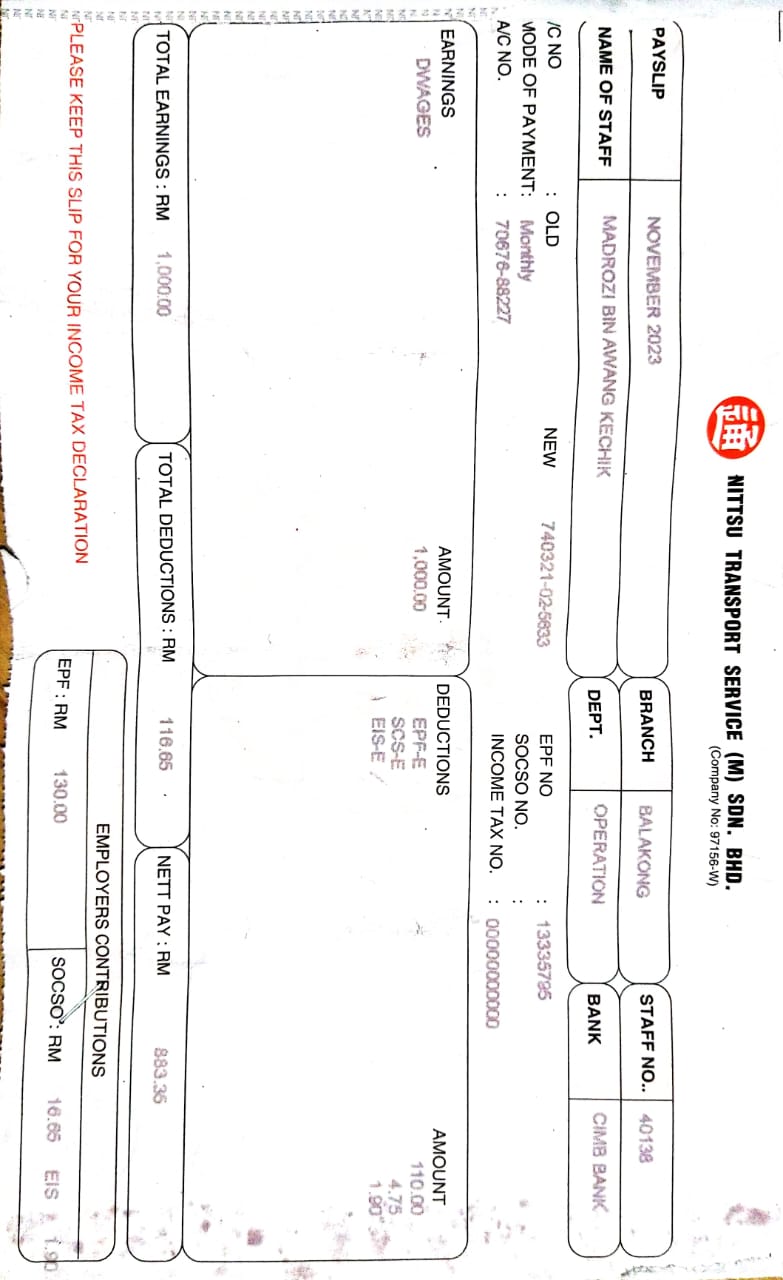 通 NITTSU TRANSPORT SERVICE (M) SDN. BHD.
(Company No: 97156-W)
PAYSLIP NOVEMBER 2023 BRANCH BALAKONG STAFF NO.. 40138
NAME OF STAFF MADROZI BIN AWANG KECHIK DEPT. OPERATION BANK CIMB BANK
/C NO : OLD NEW 740321-02-5633 EPF NO : 13335795
MODE OF PAYMENT: Monthly SOCSO NO. :
A/C NO. : 70676-88227 INCOME TAX NO. : 00000000000
EARNINGS AMOUNT DEDUCTIONS AMOUNT
DWAGES 1,000.00 EPF-E 110.00
SCS-E 4.75
EIS-E 1.90
TOTAL EARNINGS : RM 1,000.00 TOTAL DEDUCTIONS : RM 116.65 NETT PAY : RM 883.35
EMPLOYERS CONTRIBUTIONS
EPF : RM 130.00 SOCSO : RM 16.65 EIS 1.90
PLEASE KEEP THIS SLIP FOR YOUR INCOME TAX DECLARATION